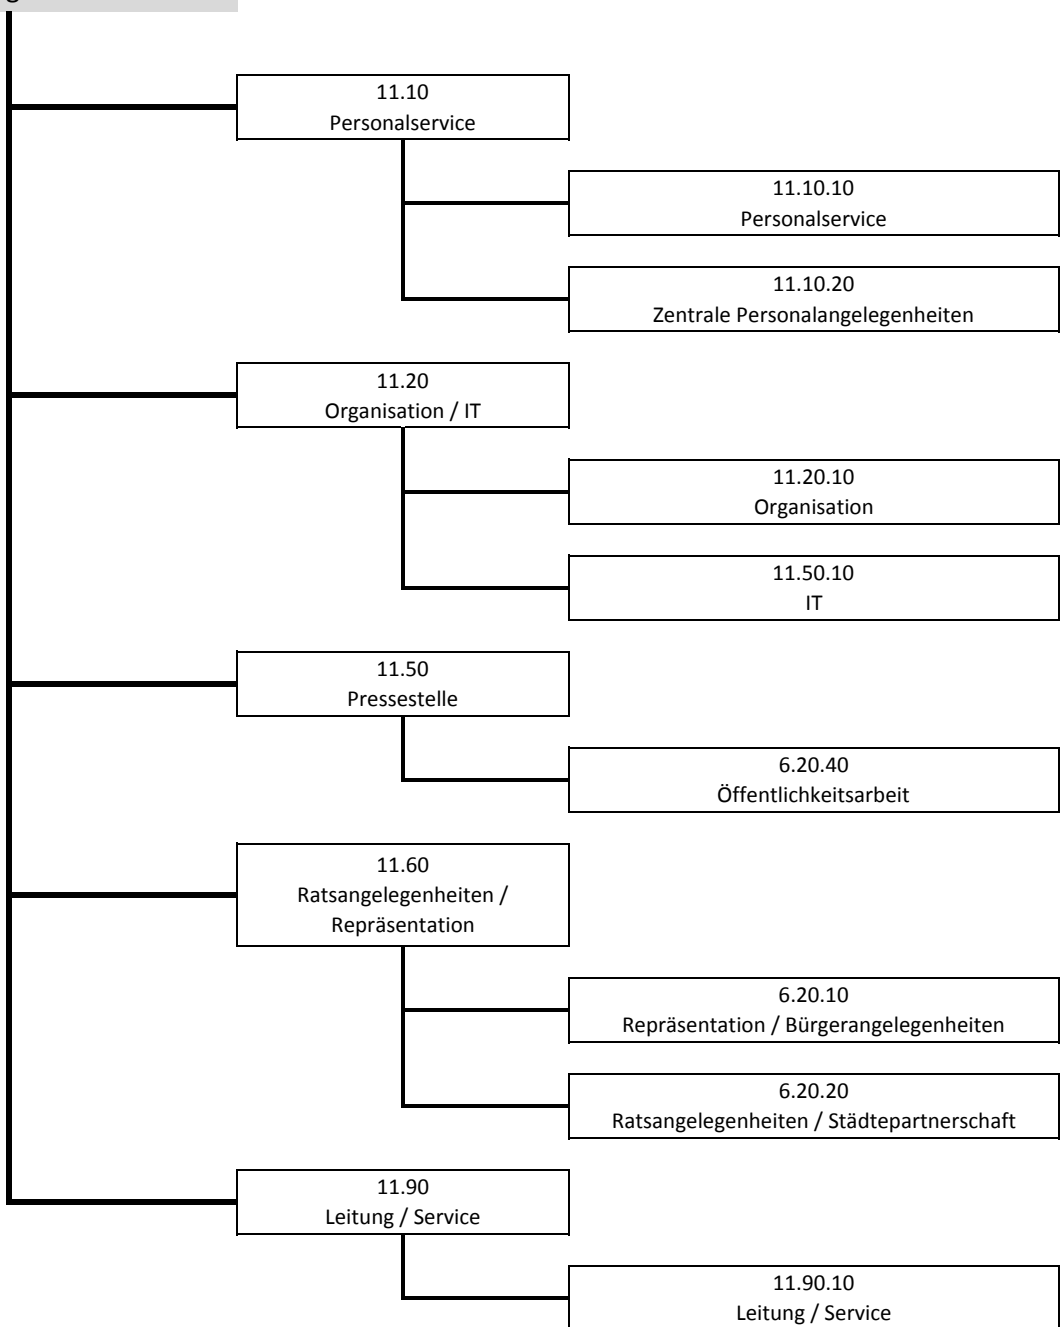 11.10
Personalservice
11.10.10
Personalservice
11.10.20
Zentrale Personalangelegenheiten
11.20
Organisation / IT
11.20.10
Organisation
11.50.10
IT
11.50
Pressestelle
6.20.40
Öffentlichkeitsarbeit
11.60
Ratsangelegenheiten /
Repräsentation
6.20.10
Repräsentation / Bürgerangelegenheiten
6.20.20
Ratsangelegenheiten / Städtepartnerschaft
11.90
Leitung / Service
11.90.10
Leitung / Service